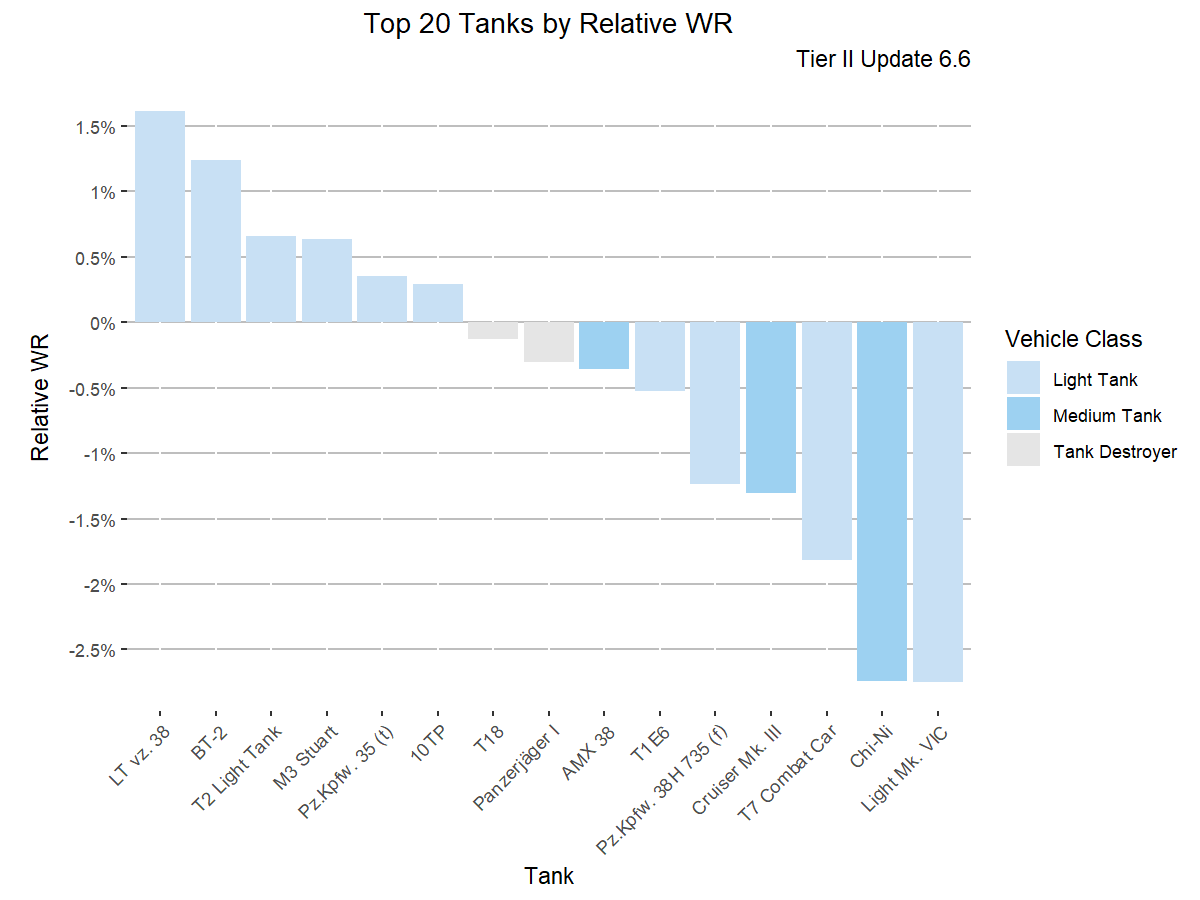 Top 20 Tanks by Relative WR
Tier II Update 6.6
1.5%
1%
0.5%
0%
-0.5%
-1%
-1.5%
-2%
-2.5%
Relative WR
LT vz. 38
BT-2
T2 Light Tank
M3 Stuart
Pz.Kpfw. 35 (t)
10TP
T18
Panzerjäger I
AMX 38
T1E6
Pz.Kpfw. 38H 735 (f)
Cruiser Mk. III
T7 Combat Car
Chi-Ni
Light Mk. VIC
Tank
Vehicle Class
Light Tank
Medium Tank
Tank Destroyer